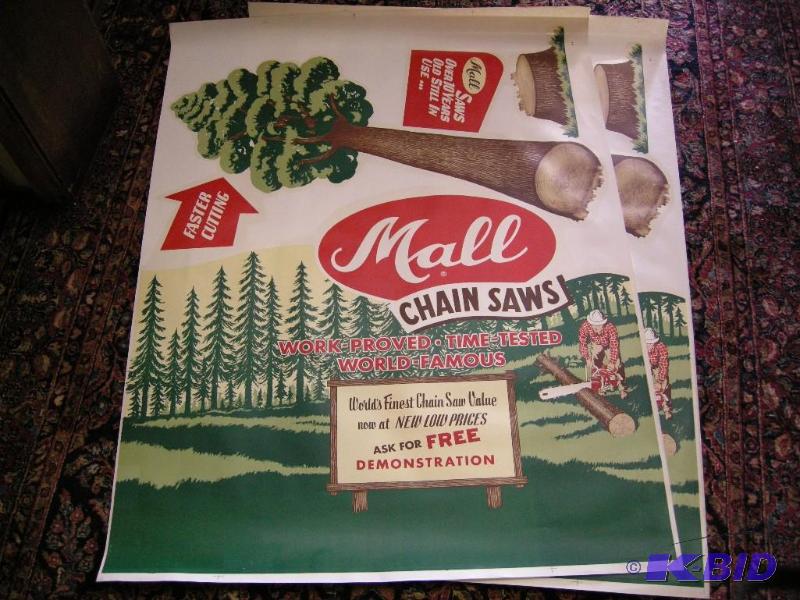 Mall
SAWS
OVER 10 YEARS
OLD STILL IN
USE...
FASTER
CUTTING
Mall
®
CHAIN SAWS
WORK-PROVED • TIME-TESTED
WORLD-FAMOUS
World's Finest Chain Saw Value
now at NEW LOW PRICES
ASK FOR FREE
DEMONSTRATION
© K-BID